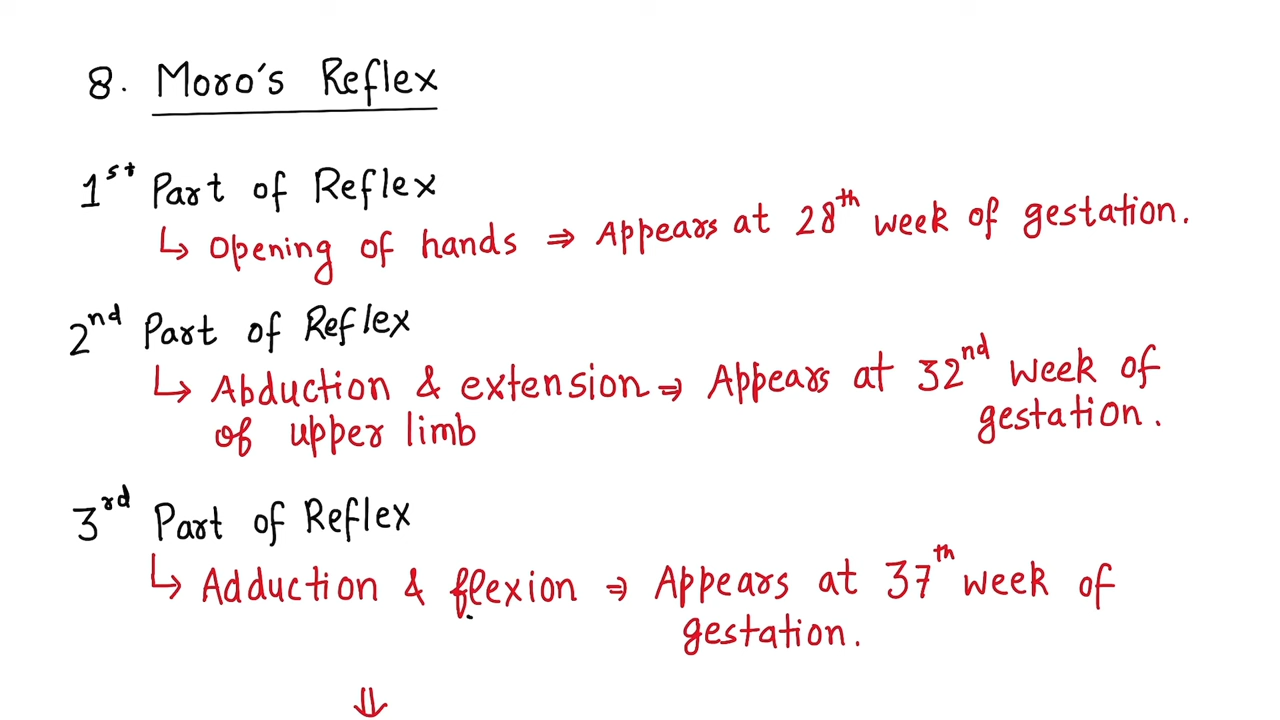 8. Moro's Reflex
1st Part of Reflex
↳ Opening of hands ⇒ Appears at 28th week of gestation.
2nd Part of Reflex
↳ Abduction & extension ⇒ Appears at 32nd week of
of upper limb gestation.
3rd Part of Reflex
↳ Adduction & flexion ⇒ Appears at 37th week of
gestation.
⇓